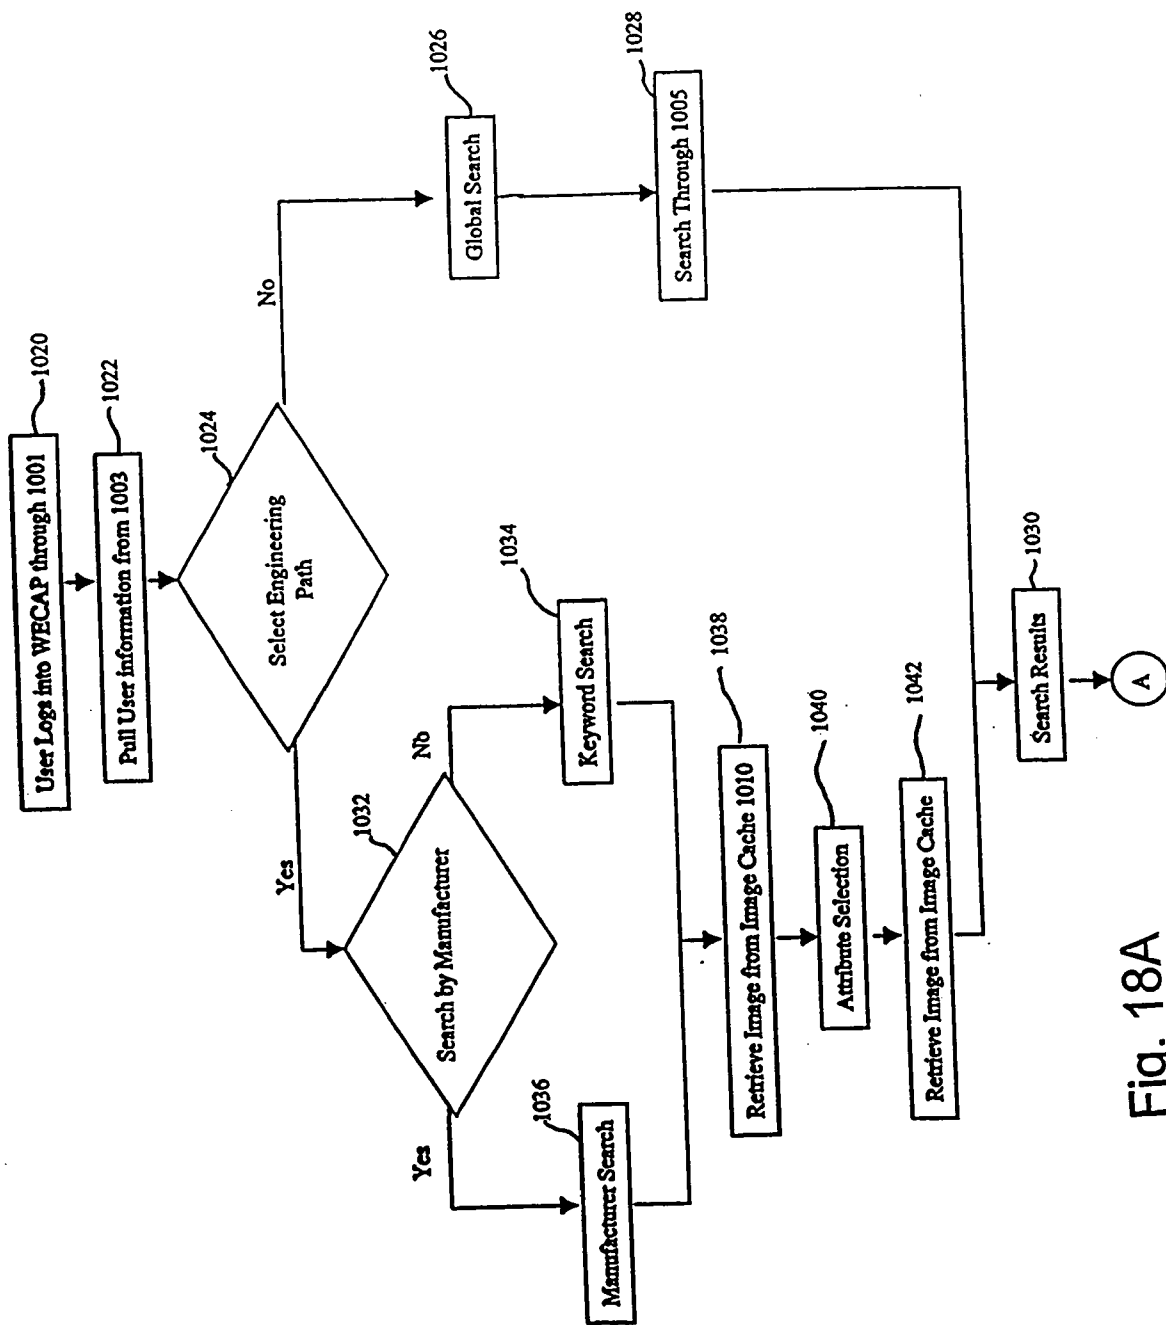 User Logs into WECAP through 1001
1020
Pull User information from 1003
1022
Select Engineering
Path
1024
Yes
No
Global Search
1026
Search Through 1005
1028
Search by Manufacturer
1032
Yes
No
Manufacturer Search
1036
Keyword Search
1034
Retrieve Image from Image Cache 1010
1038
Attribute Selection
1040
Retrieve Image from Image Cache
1042
Search Results
1030
A
Fig. 18A